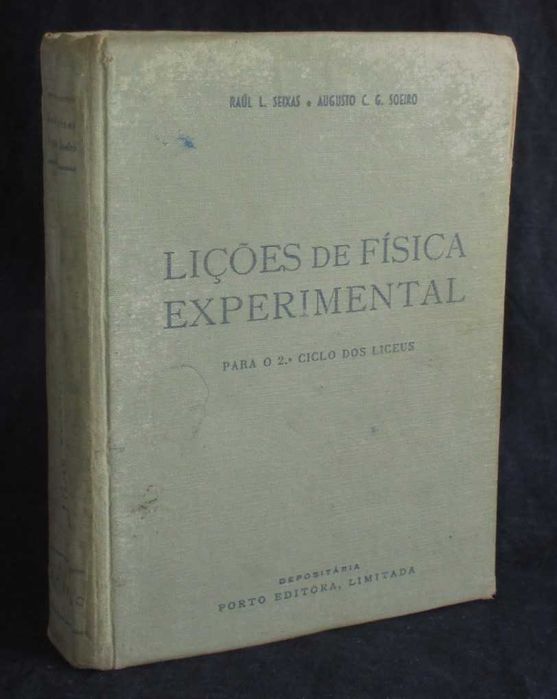 RAÚL L. SEIXAS e AUGUSTO C. G. SOEIRO
LIÇÕES DE FÍSICA
EXPERIMENTAL
PARA O 2.º CICLO DOS LICEUS
DEPOSITÁRIA
PORTO EDITORA, LIMITADA